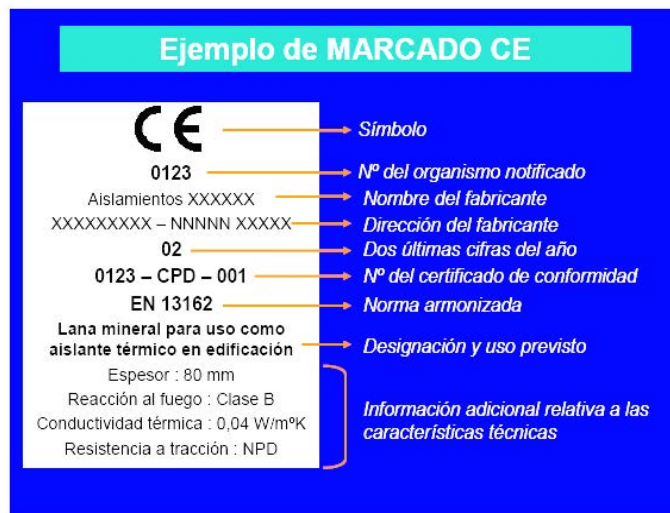 Ejemplo de MARCADO CE
CE
Símbolo
0123
Nº del organismo notificado
Aislamientos XXXXXX
Nombre del fabricante
XXXXXXXXX – NNNNN XXXXX
Dirección del fabricante
02
Dos últimas cifras del año
0123 – CPD – 001
Nº del certificado de conformidad
EN 13162
Norma armonizada
Lana mineral para uso como
aislante térmico en edificación
Designación y uso previsto
Espesor : 80 mm
Reacción al fuego : Clase B
Conductividad térmica : 0,04 W/mºK
Resistencia a tracción : NPD
Información adicional relativa a las
características técnicas